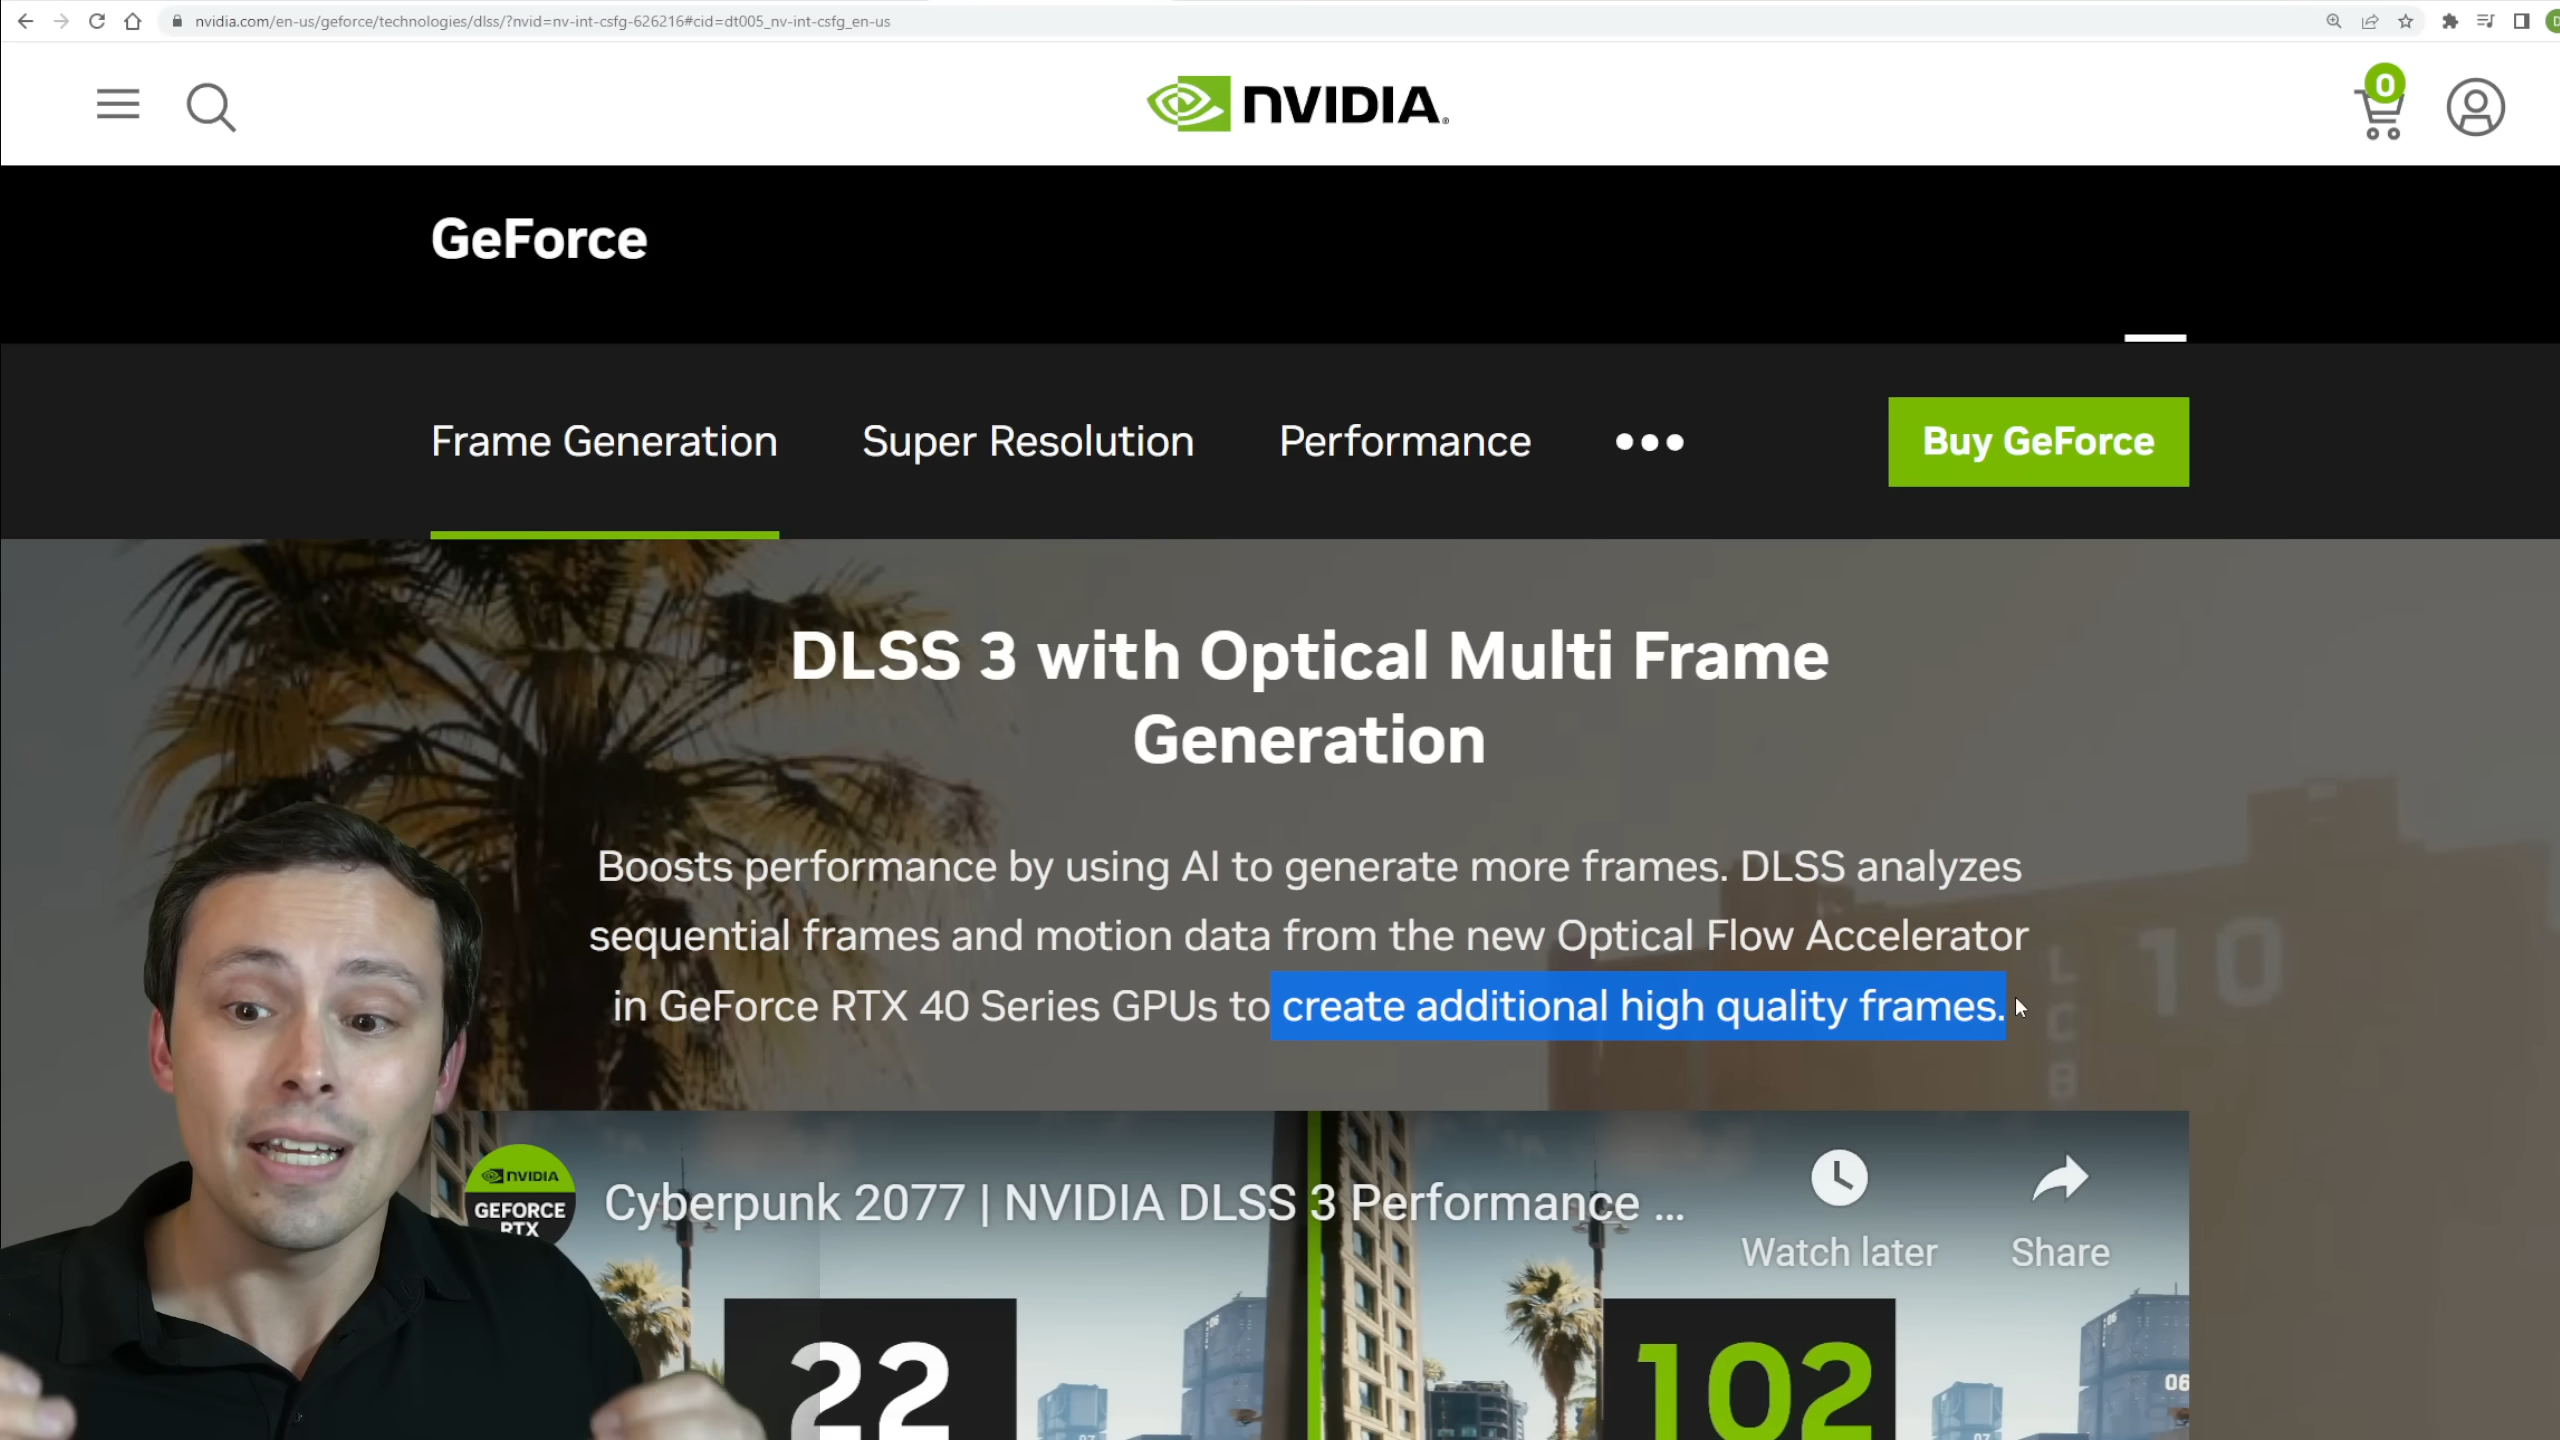 nvidia.com/en-us/geforce/technologies/dlss/?nvid=nv-int-csfg-626216#cid=dt005_nv-int-csfg_en-us
NVIDIA.
0
GeForce
Frame Generation
Super Resolution
Performance
Buy GeForce
DLSS 3 with Optical Multi Frame
Generation
Boosts performance by using AI to generate more frames. DLSS analyzes
sequential frames and motion data from the new Optical Flow Accelerator
in GeForce RTX 40 Series GPUs to create additional high quality frames.
10
LCB
NVIDIA
GEFORCE
RTX
Cyberpunk 2077 | NVIDIA DLSS 3 Performance ...
Watch later
Share
22
102
06